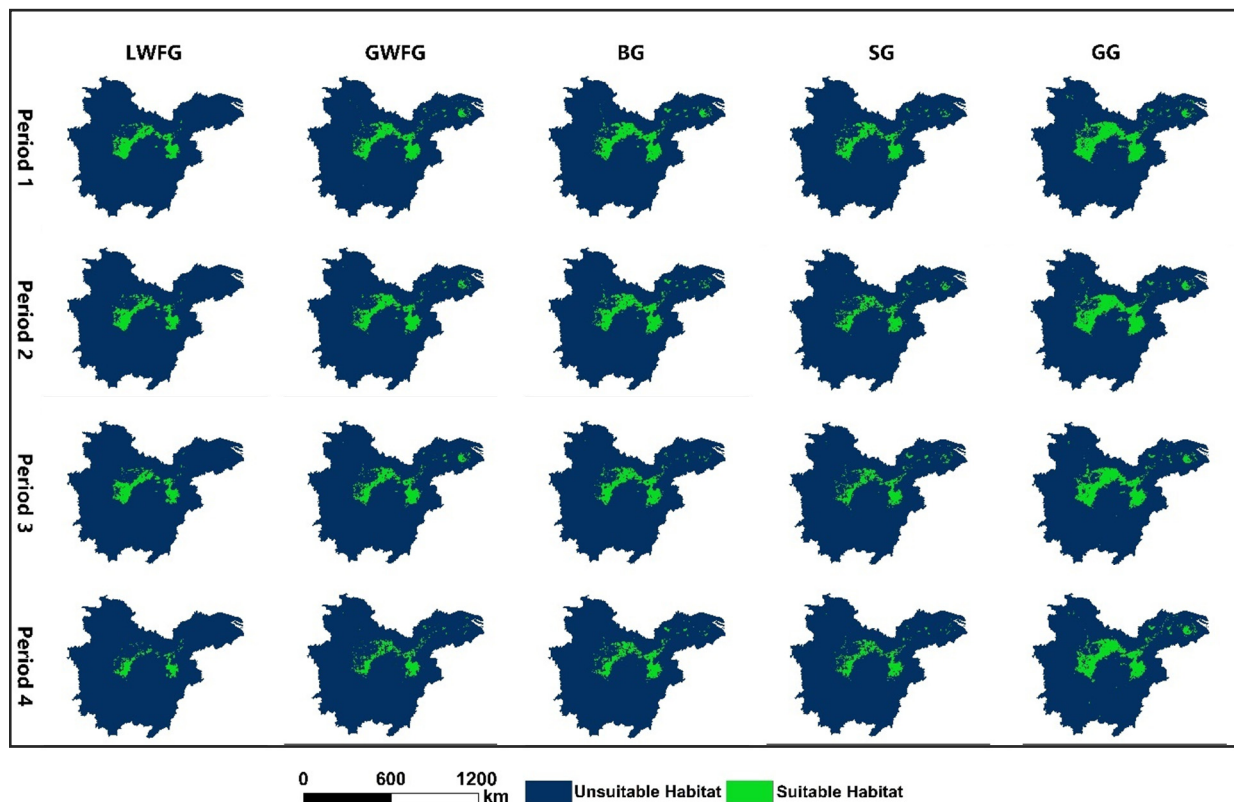 LWFG GWFG BG SG GG
Period 1
Period 2
Period 3
Period 4
0 600 1200
km
Unsuitable Habitat Suitable Habitat